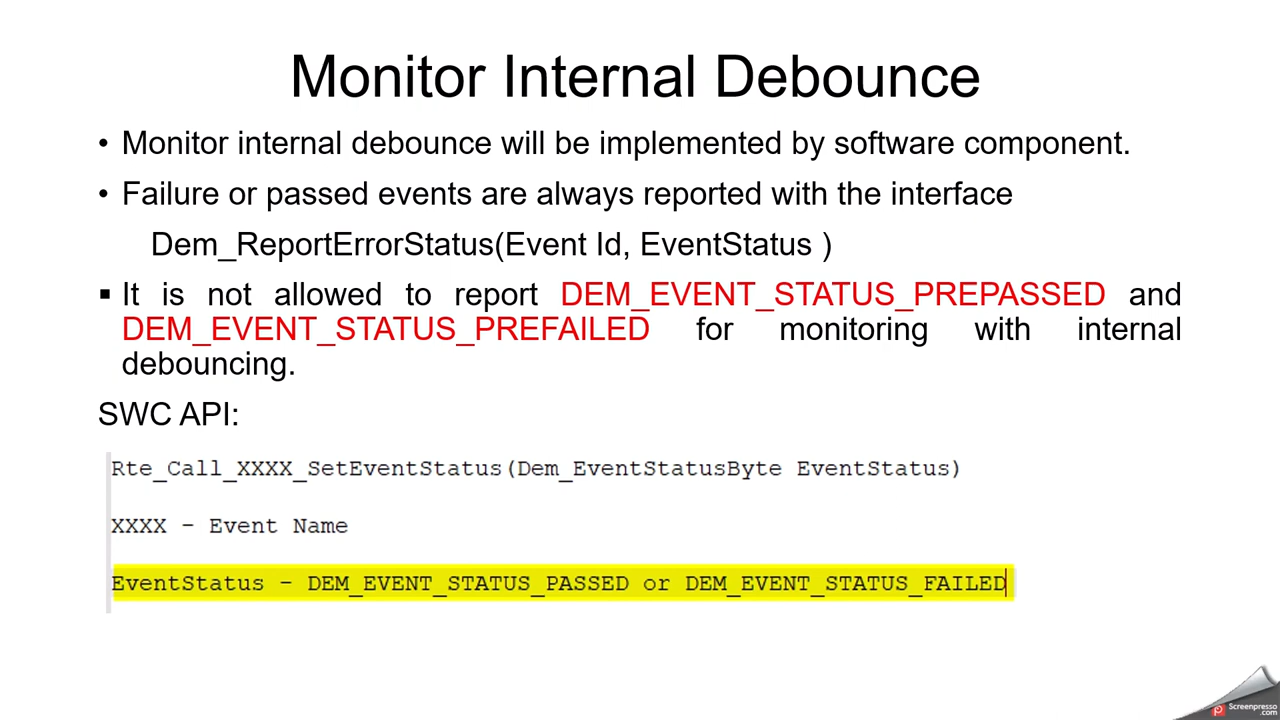 Monitor Internal Debounce
• Monitor internal debounce will be implemented by software component.
• Failure or passed events are always reported with the interface
Dem_ReportErrorStatus(Event Id, EventStatus )
▪ It is not allowed to report DEM_EVENT_STATUS_PREPASSED and
DEM_EVENT_STATUS_PREFAILED for monitoring with internal
debouncing.
SWC API:
Rte_Call_XXXX_SetEventStatus(Dem_EventStatusByte EventStatus)
XXXX - Event Name
EventStatus - DEM_EVENT_STATUS_PASSED or DEM_EVENT_STATUS_FAILED
Screenpresso
.com